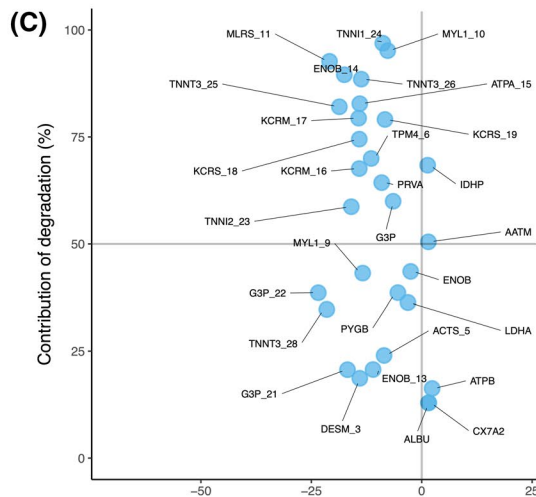 (C)
Contribution of degradation (%)
100
75
50
25
0
−50
−25
0
25
MLRS_11
TNNI1_24
MYL1_10
ENOB_14
TNNT3_25
TNNT3_26
ATPA_15
KCRM_17
TPM4_6
KCRS_19
KCRS_18
KCRM_16
PRVA
IDHP
TNNI2_23
G3P
AATM
MYL1_9
ENOB
G3P_22
PYGB
LDHA
TNNT3_28
ACTS_5
G3P_21
ENOB_13
ATPB
DESM_3
ALBU
CX7A2